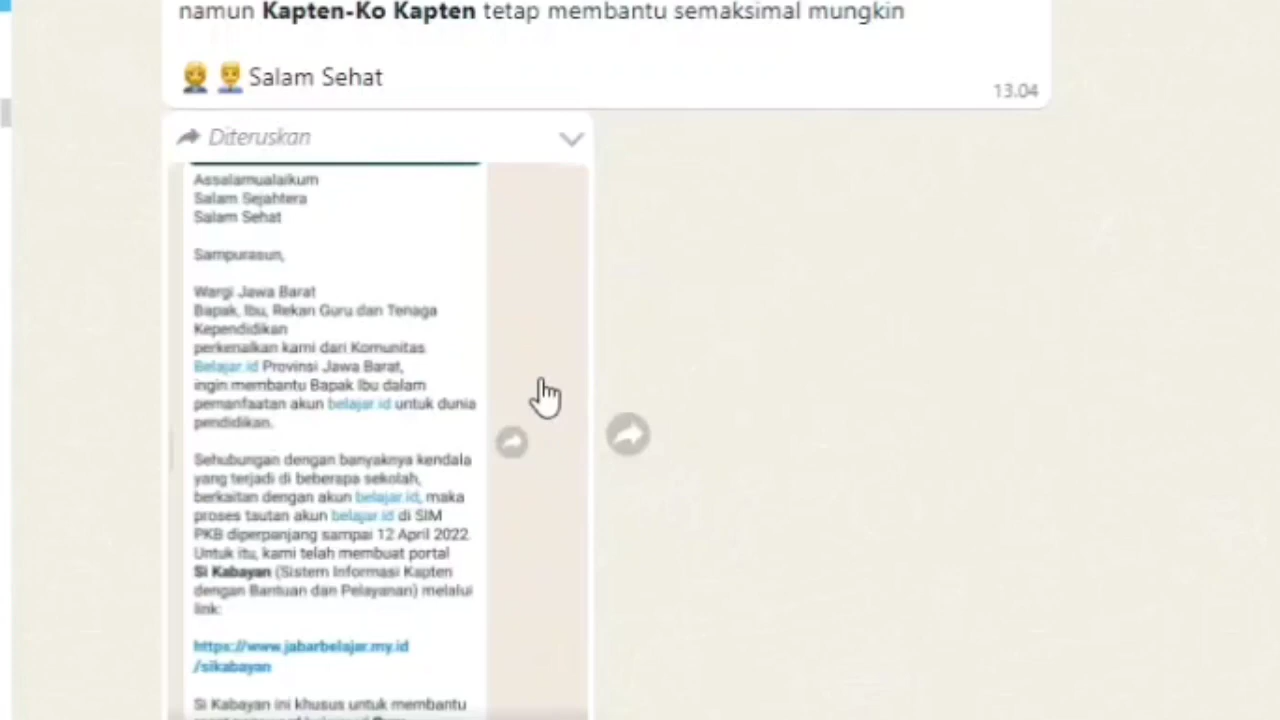 namun Kapten-Ko Kapten tetap membantu semaksimal mungkin
Salam Sehat
13.04
Diteruskan
Assalamualaikum
Salam Sejahtera
Salam Sehat
Sampurasun,
Wargi Jawa Barat
Bapak, Ibu, Rekan Guru dan Tenaga
Kependidikan
perkenalkan kami dari Komunitas
Belajar.id Provinsi Jawa Barat,
ingin membantu Bapak Ibu dalam
pemanfaatan akun belajar.id untuk dunia
pendidikan.
Sehubungan dengan banyaknya kendala
yang terjadi di beberapa sekolah,
berkaitan dengan akun belajar.id, maka
proses tautan akun belajar.id di SIM
PKB diperpanjang sampai 12 April 2022.
Untuk itu, kami telah membuat portal
Si Kabayan (Sistem Informasi Kapten
dengan Bantuan dan Pelayanan) melalui
link:
https://www.jabarbelajar.my.id
/sikabayan
Si Kabayan ini khusus untuk membantu